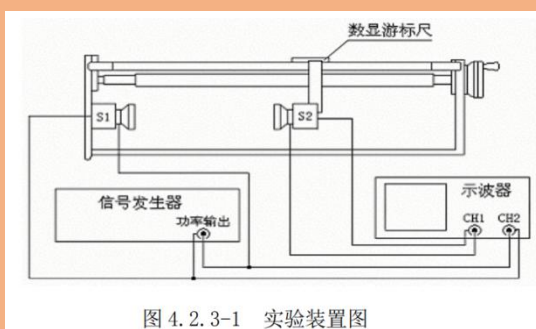 数显游标尺
S1
S2
信号发生器
功率输出
示波器
CH1 CH2
图 4.2.3-1 实验装置图